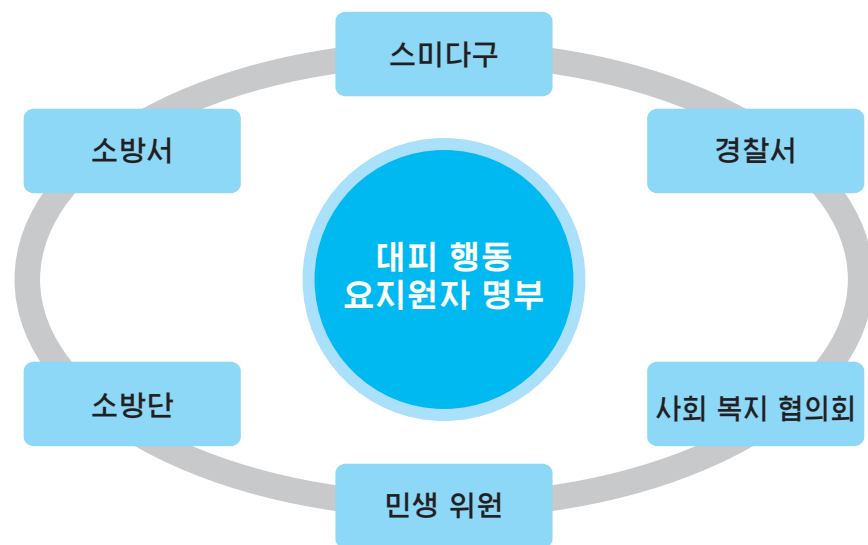 스미다구
소방서
경찰서
대피 행동
요지원자 명부
소방단
사회 복지 협의회
민생 위원